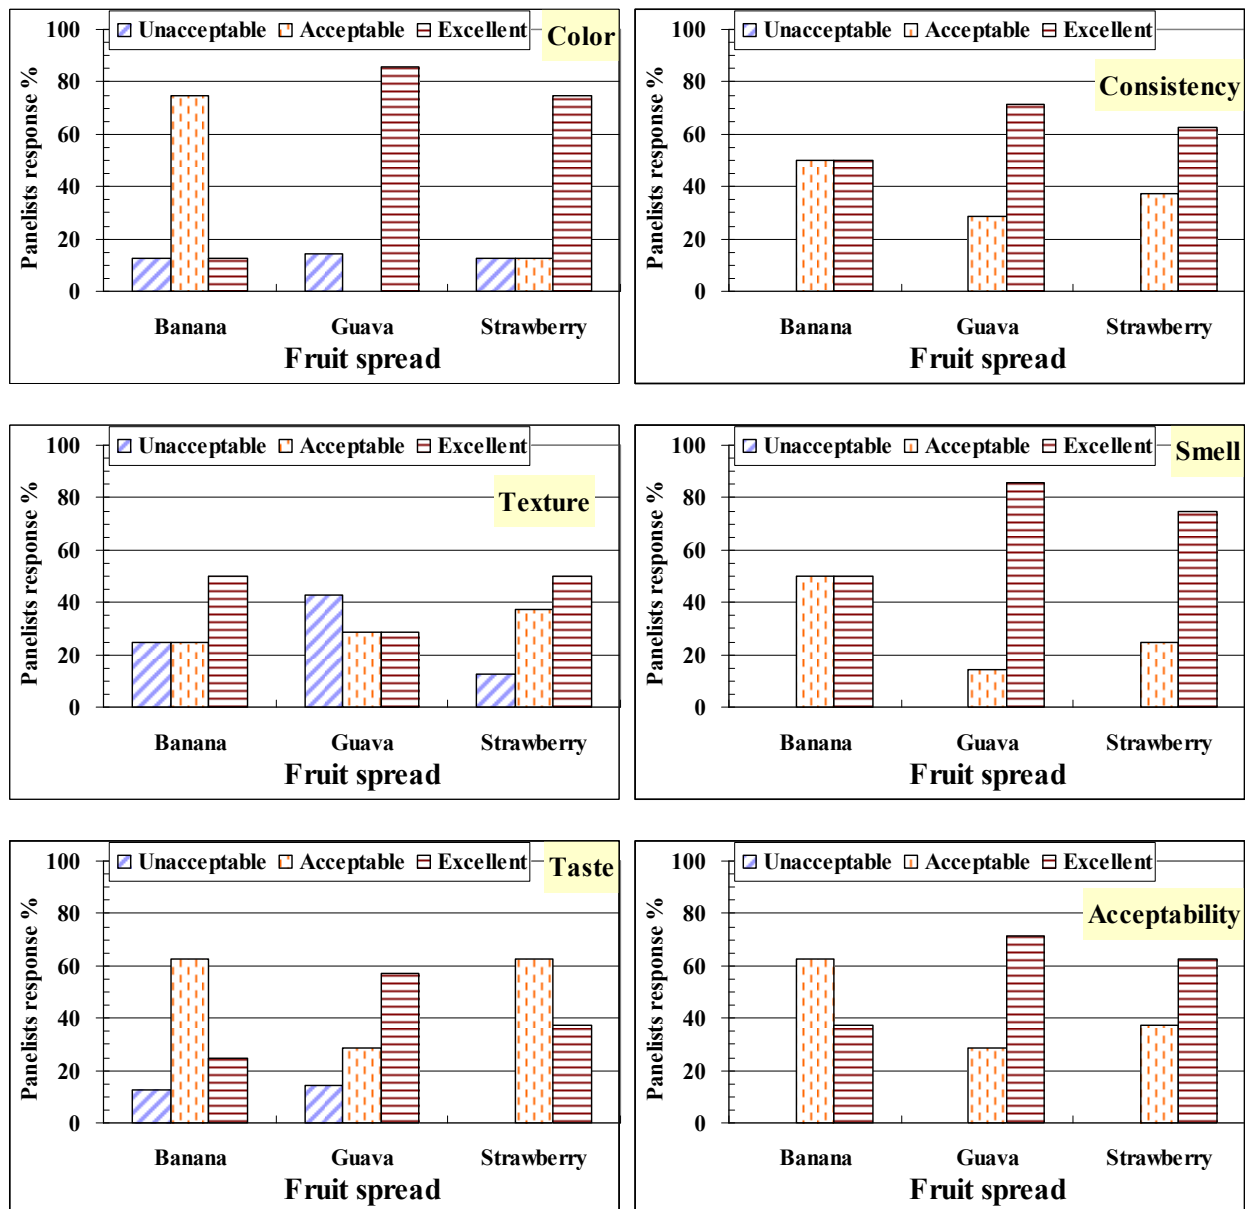 Unacceptable Acceptable Excellent
Color
Panelists response %
100
80
60
40
20
0
Banana Guava Strawberry
Fruit spread
Unacceptable Acceptable Excellent
Consistency
Panelists response %
100
80
60
40
20
0
Banana Guava Strawberry
Fruit spread
Unacceptable Acceptable Excellent
Texture
Panelists response %
100
80
60
40
20
0
Banana Guava Strawberry
Fruit spread
Unacceptable Acceptable Excellent
Smell
Panelists response %
100
80
60
40
20
0
Banana Guava Strawberry
Fruit spread
Unacceptable Acceptable Excellent
Taste
Panelists response %
100
80
60
40
20
0
Banana Guava Strawberry
Fruit spread
Unacceptable Acceptable Excellent
Acceptability
Panelists response %
100
80
60
40
20
0
Banana Guava Strawberry
Fruit spread